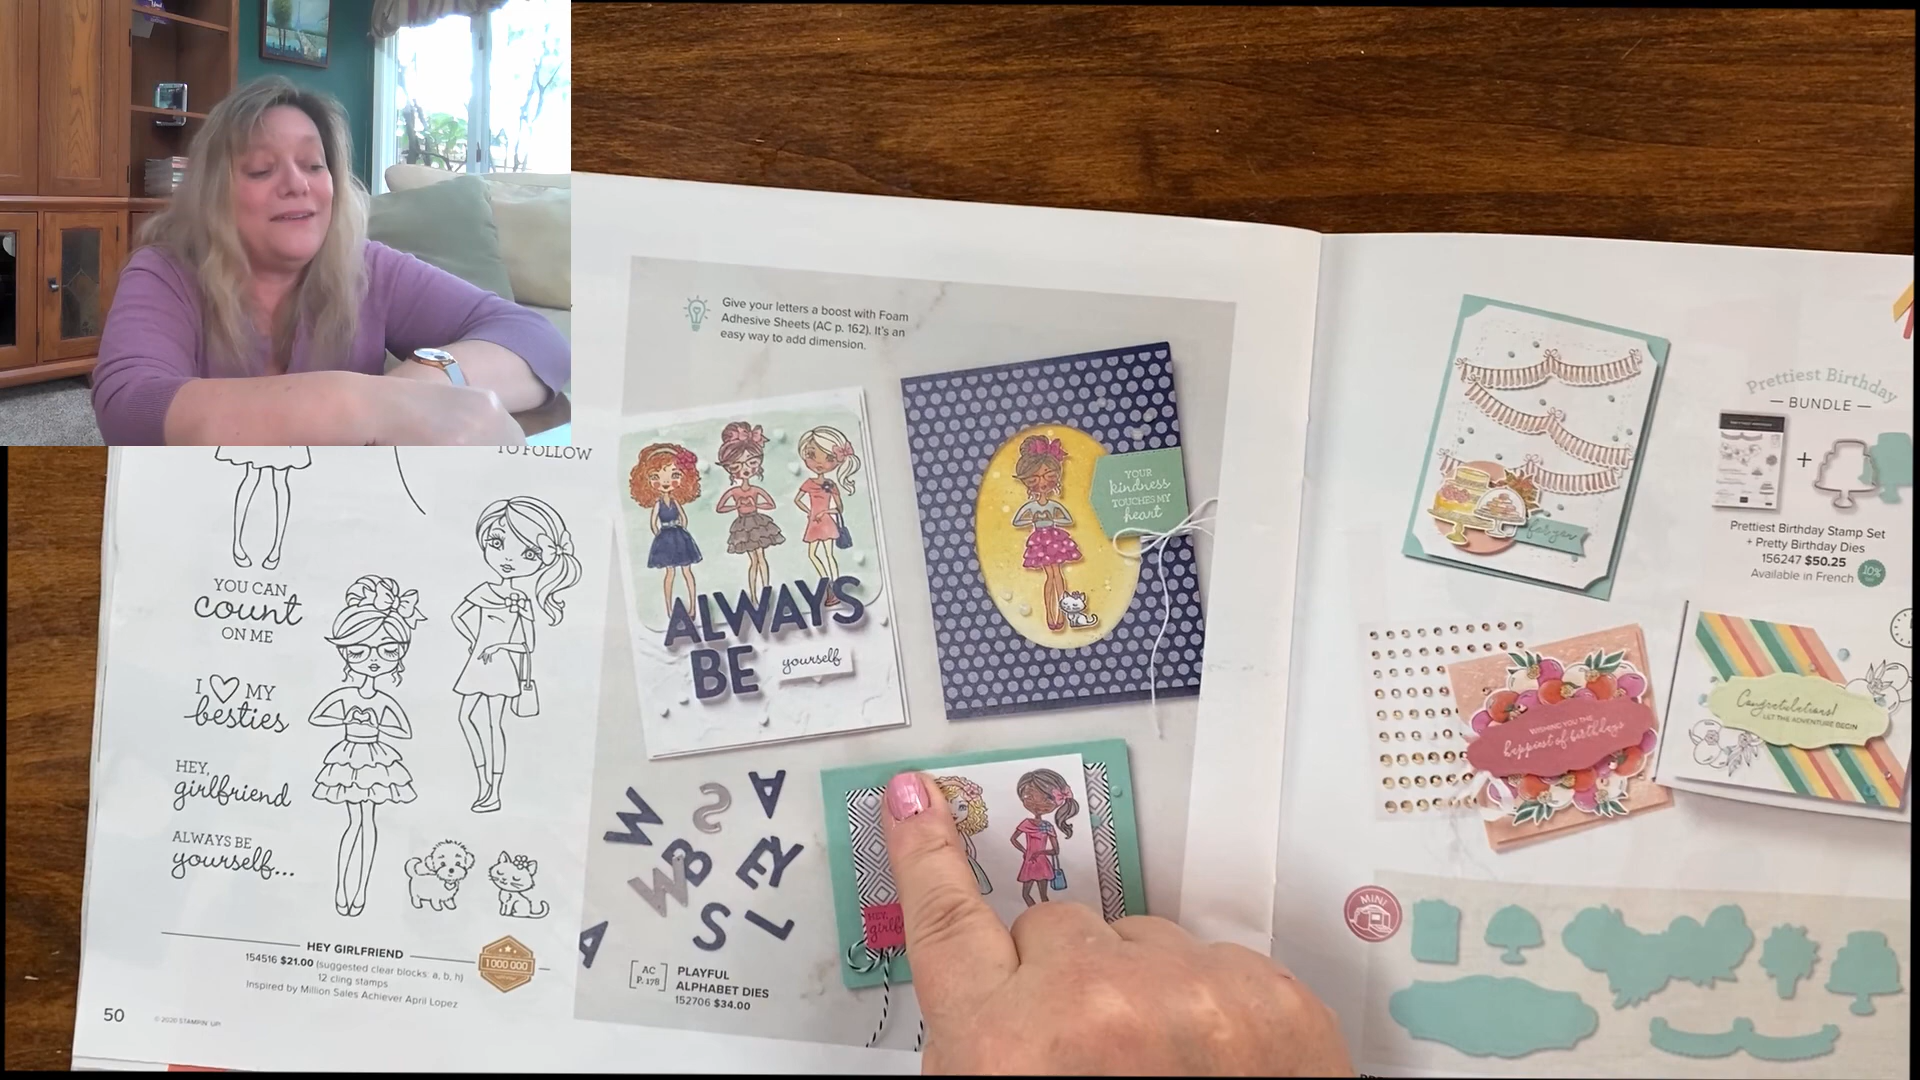 TO FOLLOW
YOU CAN
count
ON ME
I MY
besties
HEY,
girlfriend
ALWAYS BE
yourself...
HEY GIRLFRIEND
154516 $21.00 (suggested clear blocks: a, b, h)
12 cling stamps
Inspired by Million Sales Achiever April Lopez
1 000 000
50
© 2020 STAMPIN' UP!
Give your letters a boost with Foam
Adhesive Sheets (AC p. 162). It's an
easy way to add dimension.
ALWAYS
BE
yourself
YOUR
kindness
TOUCHES MY
heart
W
S
A
B
E
Y
W
S
L
A
HEY,
AC
P. 178
PLAYFUL
ALPHABET DIES
152706 $34.00
for you
Prettiest Birthday
BUNDLE
+
Prettiest Birthday Stamp Set
+ Pretty Birthday Dies
156247 $50.25
Available in French
10%
WISHING YOU THE
happiest of birthdays
Congratulations!
LET THE ADVENTURE BEGIN
MINI